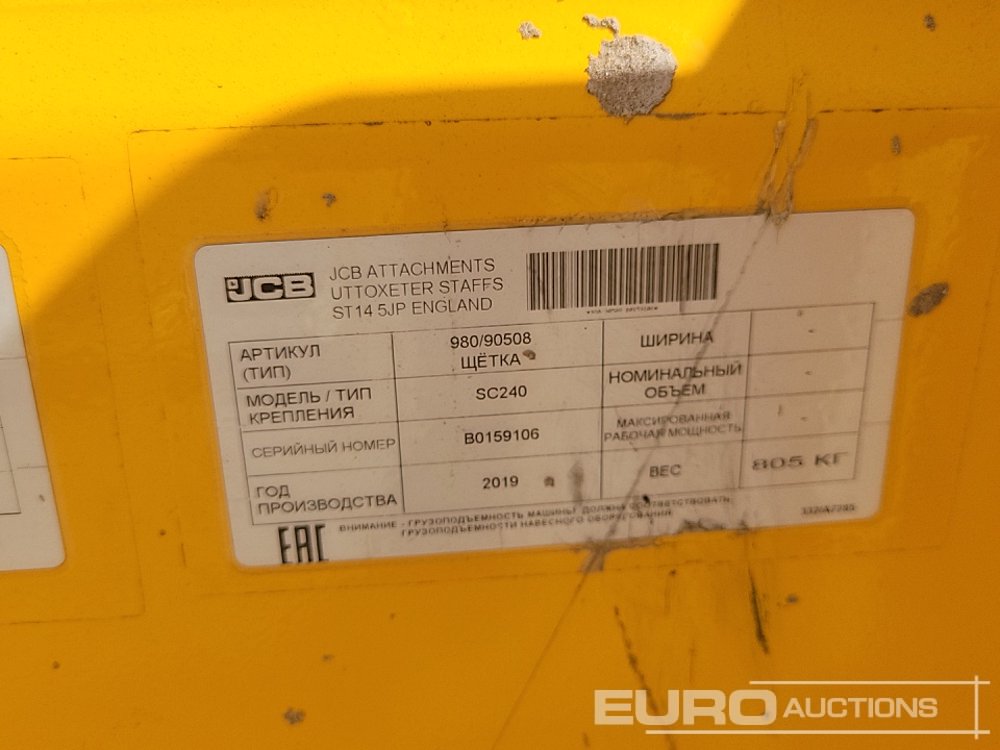 JCB
JCB ATTACHMENTS
UTTOXETER STAFFS
ST14 5JP ENGLAND
АРТИКУЛ
(ТИП)
980/90508
ЩЁТКА
ШИРИНА
-
МОДЕЛЬ / ТИП
КРЕПЛЕНИЯ
SC240
НОМИНАЛЬНЫЙ
ОБЪЕМ
-
СЕРИЙНЫЙ НОМЕР
B0159106
МАКСИРОВАННАЯ
РАБОЧАЯ МОЩНОСТЬ
-
ГОД
ПРОИЗВОДСТВА
2019
ВЕС
805 КГ
EAC
ВНИМАНИЕ - ГРУЗОПОДЪЕМНОСТЬ МАШИНЫ ДОЛЖНА СООТВЕТСТВОВАТЬ
ГРУЗОПОДЪЕМНОСТИ НАВЕСНОГО ОБОРУДОВАНИЯ.
EURO AUCTIONS